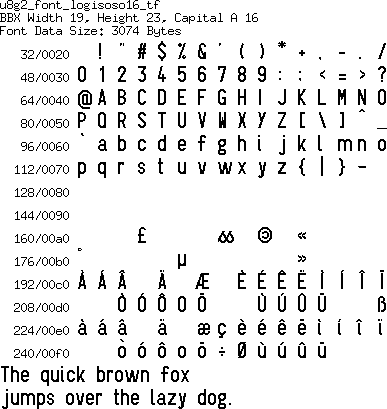 u8g2_font_logisoso16_tf
BBX Width 19, Height 23, Capital A 16
Font Data Size: 3074 Bytes
32/0020 ! " # $ % & ' ( ) * + , - . /
48/0030 0 1 2 3 4 5 6 7 8 9 : ; < = > ?
64/0040 @ A B C D E F G H I J K L M N O
80/0050 P Q R S T U V W X Y Z [ \ ] ^ _
96/0060 ` a b c d e f g h i j k l m n o
112/0070 p q r s t u v w x y z { | } ~
128/0080
144/0090
160/00a0 £ © «
176/00b0 ° µ »
192/00c0 À Á Â Ä Æ È É Ê Ë Ì Í Î Ï
208/00d0 Ò Ó Ô Ö Ù Ú Û Ü ß
224/00e0 à á â ä æ ç è é ê ë ì í î ï
240/00f0 ò ó ô ö ÷ ù ú û ü
The quick brown fox
jumps over the lazy dog.